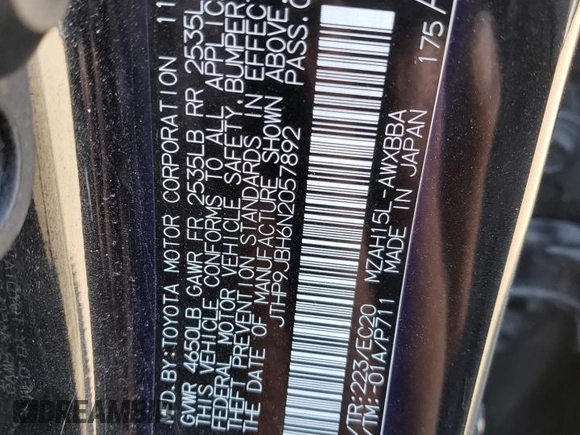 FD.BY:TOYOTA MOTOR CORPORATION 11
GVWR 4650LB GAWR FR 2535LB RR 2535L
THIS VEHICLE CONFORMS TO ALL APPLIC
FEDERAL MOTOR VEHICLE SAFETY,BUMPER
THEFT PREVENTION STANDARDS IN EFFEC
THE DATE OF MANUFACTURE SHOWN ABOVE
JTHP9JBH6N2057892 PASS.C
/TR:223/EC20 MZAH15L-AWXBBA
TM:-01A/P711 MADE IN JAPAN
175 A
DREAMBI